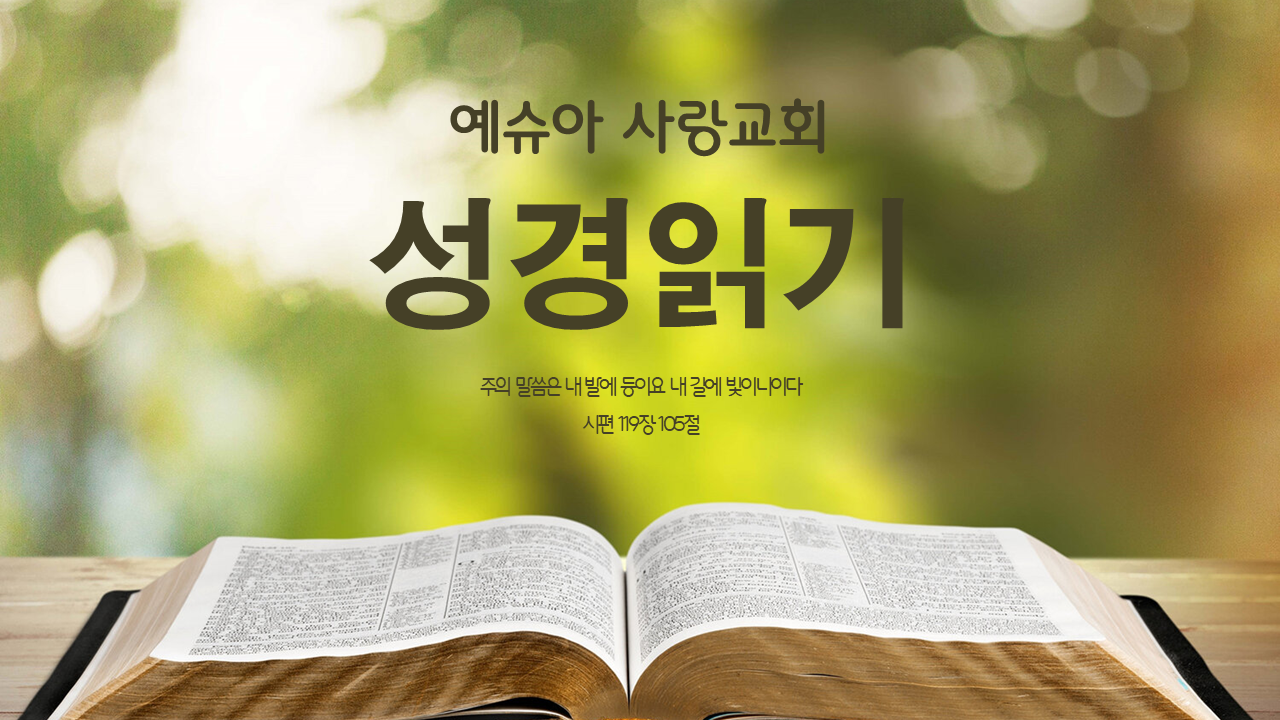 예슈아 사랑교회
성경읽기
주의 말씀은 내 발에 등이요 내 길에 빛이니이다
시편 119장 105절